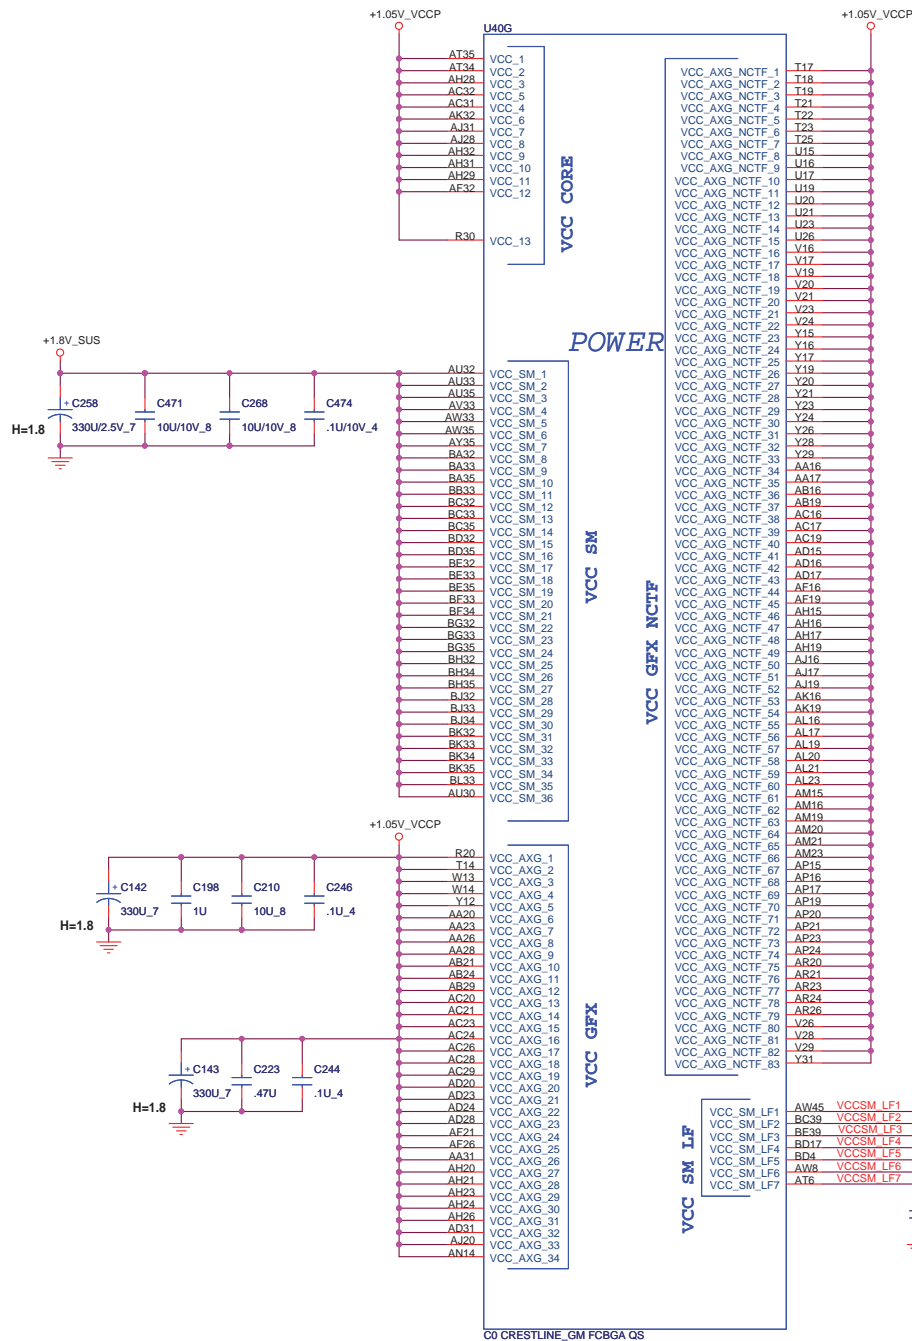 +1.05V_VCCP
+1.05V_VCCP
U40G
AT35 VCC_1
AT34 VCC_2
AH28 VCC_3
AC32 VCC_5
AC31 VCC_4
AK32 VCC_6
AJ31 VCC_7
AJ28 VCC_8
AH32 VCC_9
AH31 VCC_10
AH29 VCC_11
AF32 VCC_12
R30 VCC_13
VCC CORE
POWER
+1.8V_SUS
+ C258
330U/2.5V_7
H=1.8
C471
10U/10V_8
C268
10U/10V_8
C474
.1U/10V_4
AU32 VCC_SM_1
AU33 VCC_SM_2
AU35 VCC_SM_3
AV33 VCC_SM_4
AW33 VCC_SM_5
AW35 VCC_SM_6
AY35 VCC_SM_7
BA32 VCC_SM_8
BA33 VCC_SM_9
BA35 VCC_SM_10
BB33 VCC_SM_11
BC32 VCC_SM_12
BC33 VCC_SM_13
BC35 VCC_SM_14
BD32 VCC_SM_15
BD35 VCC_SM_16
BE32 VCC_SM_17
BE33 VCC_SM_18
BE35 VCC_SM_19
BF33 VCC_SM_20
BF34 VCC_SM_21
BG32 VCC_SM_22
BG33 VCC_SM_23
BG35 VCC_SM_24
BH32 VCC_SM_25
BH34 VCC_SM_26
BH35 VCC_SM_27
BJ32 VCC_SM_28
BJ33 VCC_SM_29
BJ34 VCC_SM_30
BK32 VCC_SM_31
BK33 VCC_SM_32
BK34 VCC_SM_33
BK35 VCC_SM_34
BL33 VCC_SM_35
AU30 VCC_SM_36
VCC SM
+1.05V_VCCP
+ C142
330U_7
H=1.8
C198
1U
C210
10U_8
C246
.1U_4
+ C143
330U_7
H=1.8
C223
.47U
C244
.1U_4
R20 VCC_AXG_1
T14 VCC_AXG_2
W13 VCC_AXG_3
W14 VCC_AXG_4
Y12 VCC_AXG_5
AA20 VCC_AXG_6
AA23 VCC_AXG_7
AA26 VCC_AXG_8
AA28 VCC_AXG_9
AB21 VCC_AXG_10
AB24 VCC_AXG_11
AB29 VCC_AXG_12
AC20 VCC_AXG_13
AC21 VCC_AXG_14
AC23 VCC_AXG_15
AC24 VCC_AXG_16
AC26 VCC_AXG_17
AC28 VCC_AXG_18
AC29 VCC_AXG_19
AD20 VCC_AXG_20
AD23 VCC_AXG_21
AD24 VCC_AXG_22
AD28 VCC_AXG_23
AF21 VCC_AXG_24
AF26 VCC_AXG_25
AA31 VCC_AXG_26
AH20 VCC_AXG_27
AH21 VCC_AXG_28
AH23 VCC_AXG_29
AH24 VCC_AXG_30
AH26 VCC_AXG_31
AD31 VCC_AXG_32
AJ20 VCC_AXG_33
AN14 VCC_AXG_34
VCC GFX
VCC_AXG_NCTF_1 T17
VCC_AXG_NCTF_2 T18
VCC_AXG_NCTF_3 T19
VCC_AXG_NCTF_4 T21
VCC_AXG_NCTF_5 T22
VCC_AXG_NCTF_6 T23
VCC_AXG_NCTF_7 T25
VCC_AXG_NCTF_8 U15
VCC_AXG_NCTF_9 U16
VCC_AXG_NCTF_10 U17
VCC_AXG_NCTF_11 U19
VCC_AXG_NCTF_12 U20
VCC_AXG_NCTF_13 U21
VCC_AXG_NCTF_14 U23
VCC_AXG_NCTF_15 U26
VCC_AXG_NCTF_16 V16
VCC_AXG_NCTF_17 V17
VCC_AXG_NCTF_18 V19
VCC_AXG_NCTF_19 V20
VCC_AXG_NCTF_20 V21
VCC_AXG_NCTF_21 V23
VCC_AXG_NCTF_22 V24
VCC_AXG_NCTF_23 Y15
VCC_AXG_NCTF_24 Y16
VCC_AXG_NCTF_25 Y17
VCC_AXG_NCTF_26 Y19
VCC_AXG_NCTF_27 Y20
VCC_AXG_NCTF_28 Y21
VCC_AXG_NCTF_29 Y23
VCC_AXG_NCTF_30 Y24
VCC_AXG_NCTF_31 Y26
VCC_AXG_NCTF_32 Y28
VCC_AXG_NCTF_33 Y29
VCC_AXG_NCTF_34 AA16
VCC_AXG_NCTF_35 AA17
VCC_AXG_NCTF_36 AB16
VCC_AXG_NCTF_37 AB19
VCC_AXG_NCTF_38 AC16
VCC_AXG_NCTF_39 AC17
VCC_AXG_NCTF_40 AC19
VCC_AXG_NCTF_41 AD15
VCC_AXG_NCTF_42 AD16
VCC_AXG_NCTF_43 AD17
VCC_AXG_NCTF_44 AF16
VCC_AXG_NCTF_45 AF19
VCC_AXG_NCTF_46 AH15
VCC_AXG_NCTF_47 AH16
VCC_AXG_NCTF_48 AH17
VCC_AXG_NCTF_49 AH19
VCC_AXG_NCTF_50 AJ16
VCC_AXG_NCTF_51 AJ17
VCC_AXG_NCTF_52 AJ19
VCC_AXG_NCTF_53 AK16
VCC_AXG_NCTF_54 AK19
VCC_AXG_NCTF_55 AL16
VCC_AXG_NCTF_56 AL17
VCC_AXG_NCTF_57 AL19
VCC_AXG_NCTF_58 AL20
VCC_AXG_NCTF_59 AL21
VCC_AXG_NCTF_60 AL23
VCC_AXG_NCTF_61 AM15
VCC_AXG_NCTF_62 AM16
VCC_AXG_NCTF_63 AM19
VCC_AXG_NCTF_64 AM20
VCC_AXG_NCTF_65 AM21
VCC_AXG_NCTF_66 AM23
VCC_AXG_NCTF_67 AP15
VCC_AXG_NCTF_68 AP16
VCC_AXG_NCTF_69 AP17
VCC_AXG_NCTF_70 AP19
VCC_AXG_NCTF_71 AP20
VCC_AXG_NCTF_72 AP21
VCC_AXG_NCTF_73 AP23
VCC_AXG_NCTF_74 AP24
VCC_AXG_NCTF_75 AR20
VCC_AXG_NCTF_76 AR21
VCC_AXG_NCTF_77 AR23
VCC_AXG_NCTF_78 AR24
VCC_AXG_NCTF_79 AR26
VCC_AXG_NCTF_80 V26
VCC_AXG_NCTF_81 V28
VCC_AXG_NCTF_82 V29
VCC_AXG_NCTF_83 Y31
VCC GFX NCTF
VCC_SM_LF1 AW45 VCCSM_LF1
VCC_SM_LF2 BC39 VCCSM_LF2
VCC_SM_LF3 BE39 VCCSM_LF3
VCC_SM_LF4 BD17 VCCSM_LF4
VCC_SM_LF5 BD4 VCCSM_LF5
VCC_SM_LF6 AW8 VCCSM_LF6
VCC_SM_LF7 AT6 VCCSM_LF7
VCC SM LF
C0 CRESTLINE_GM FCBGA QS